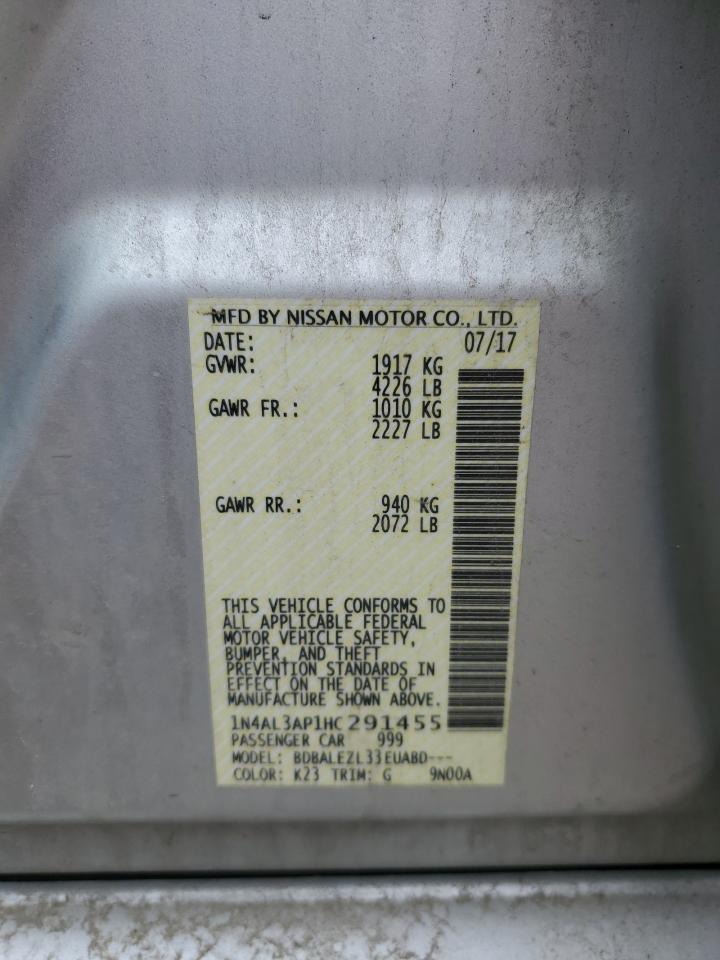 MFD BY NISSAN MOTOR CO., LTD.
DATE: 07/17
GVWR: 1917 KG
4226 LB
GAWR FR.: 1010 KG
2227 LB
GAWR RR.: 940 KG
2072 LB
THIS VEHICLE CONFORMS TO
ALL APPLICABLE FEDERAL
MOTOR VEHICLE SAFETY,
BUMPER, AND THEFT
PREVENTION STANDARDS IN
EFFECT ON THE DATE OF
MANUFACTURE SHOWN ABOVE.
1N4AL3AP1HC291455
PASSENGER CAR 999
MODEL: BDBALEZL33EUABD---
COLOR: K23 TRIM: G 9N00A